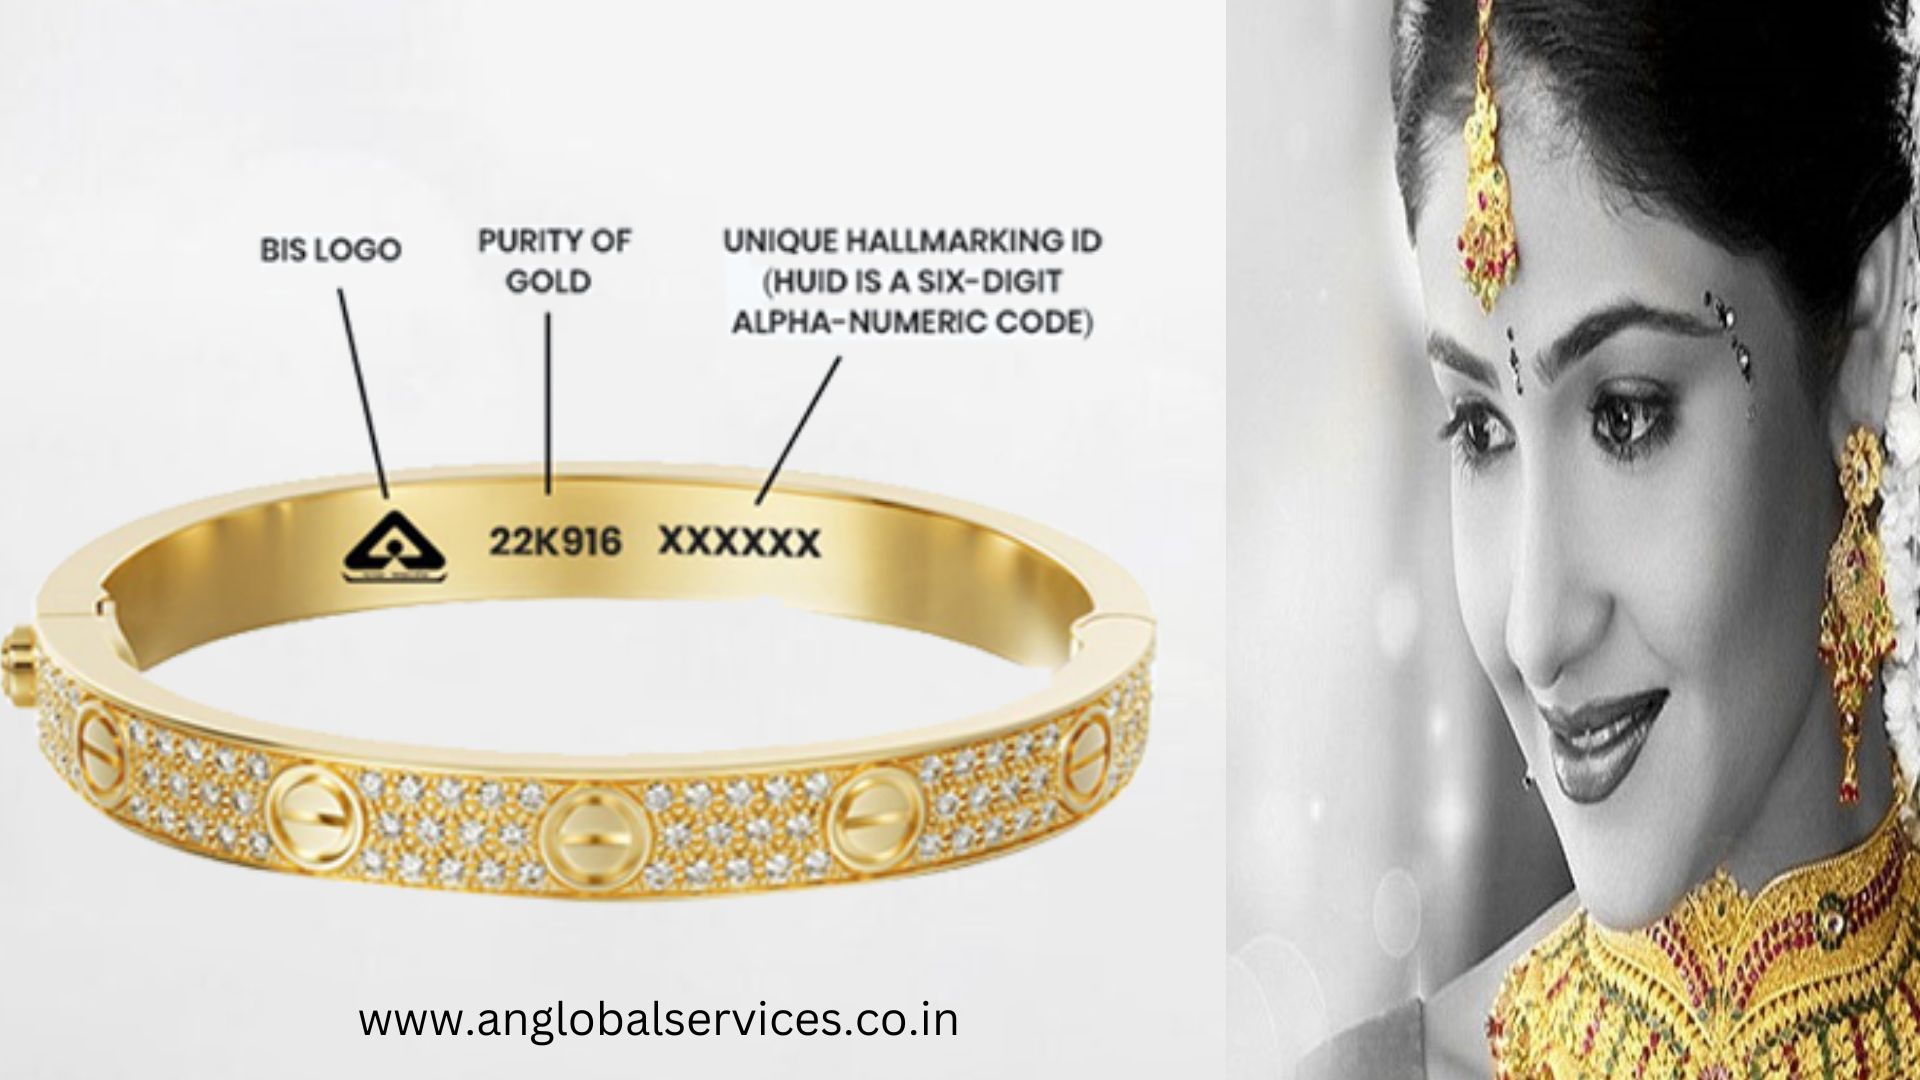 BIS LOGO
PURITY OF
GOLD
UNIQUE HALLMARKING ID
(HUID IS A SIX-DIGIT
ALPHA-NUMERIC CODE)
22K916 XXXXXX
www.anglobalservices.co.in